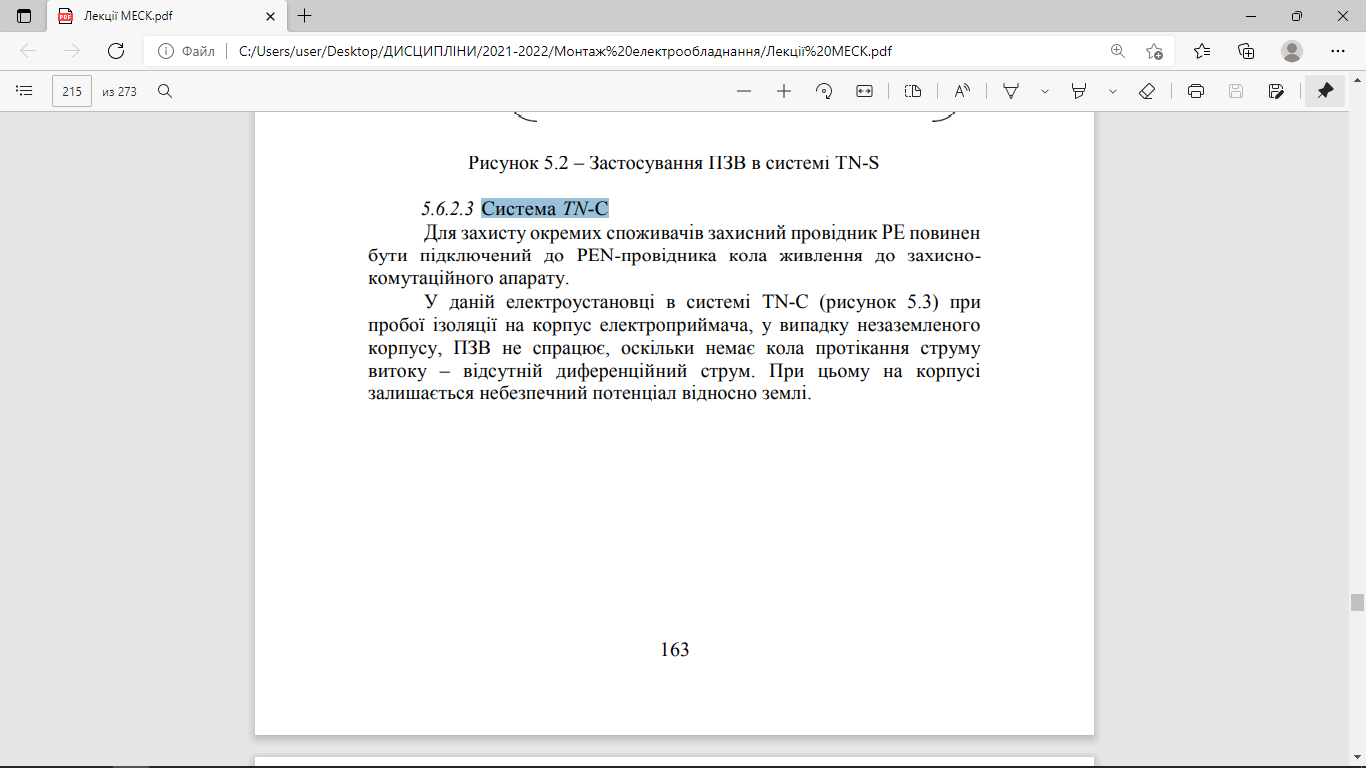 Лекції МЕСК.pdf
Файл
C:/Users/user/Desktop/ДИСЦИПЛІНИ/2021-2022/Монтаж%20електрообладнання/Лекції%20МЕСК.pdf
215 из 273
Рисунок 5.2 – Застосування ПЗВ в системі TN-S
5.6.2.3 Система TN-C
Для захисту окремих споживачів захисний провідник РЕ повинен
бути підключений до PEN-провідника кола живлення до захисно-
комутаційного апарату.
У даній електроустановці в системі TN-C (рисунок 5.3) при
пробої ізоляції на корпус електроприймача, у випадку незаземленого
корпусу, ПЗВ не спрацює, оскільки немає кола протікання струму
витоку – відсутній диференційний струм. При цьому на корпусі
залишається небезпечний потенціал відносно землі.
163